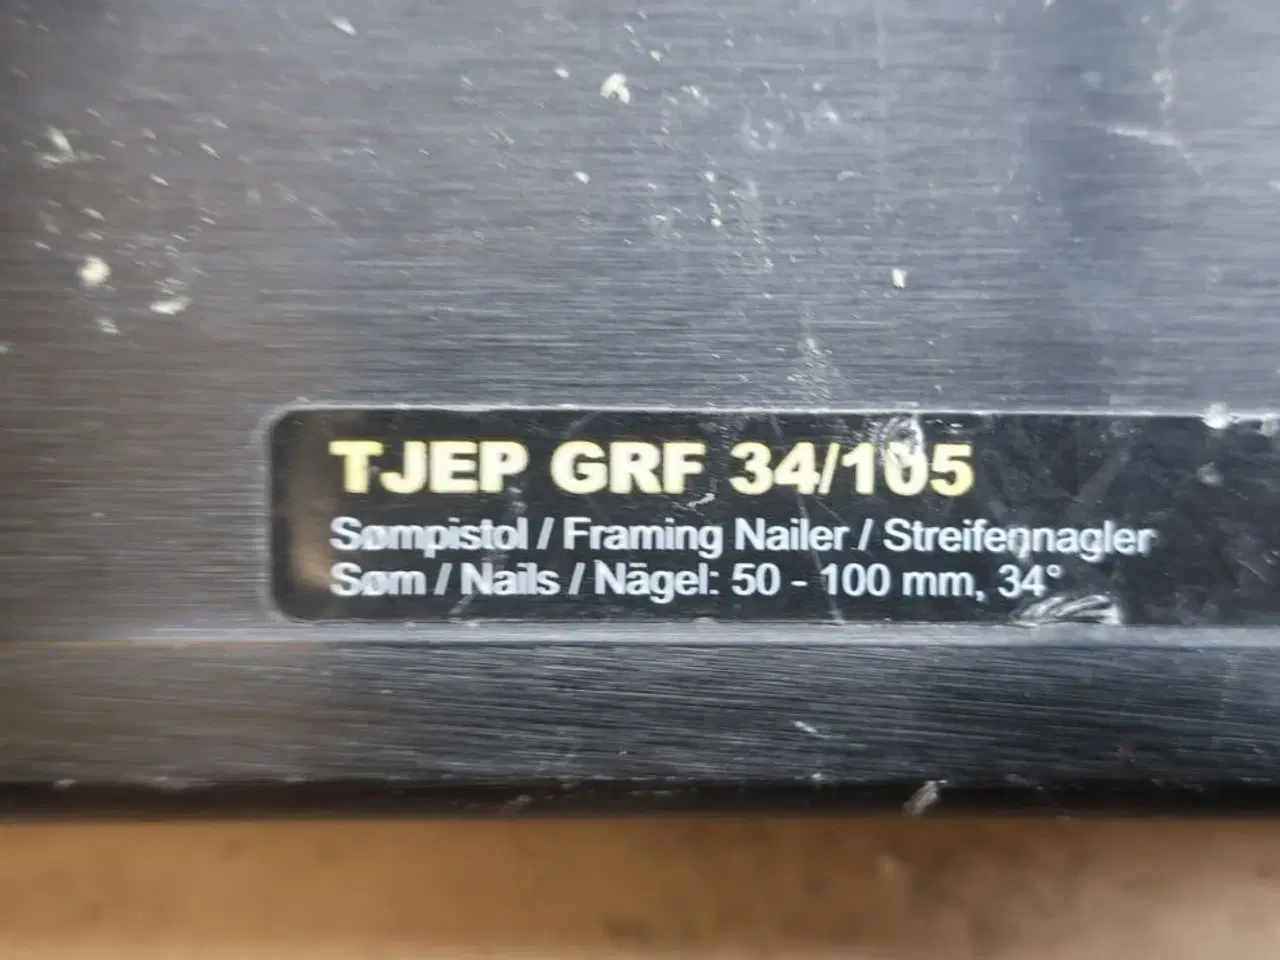 TJEP GRF 34/105
Sømpistol / Framing Nailer / Streifennagler
Søm / Nails / Nägel: 50 - 100 mm, 34°